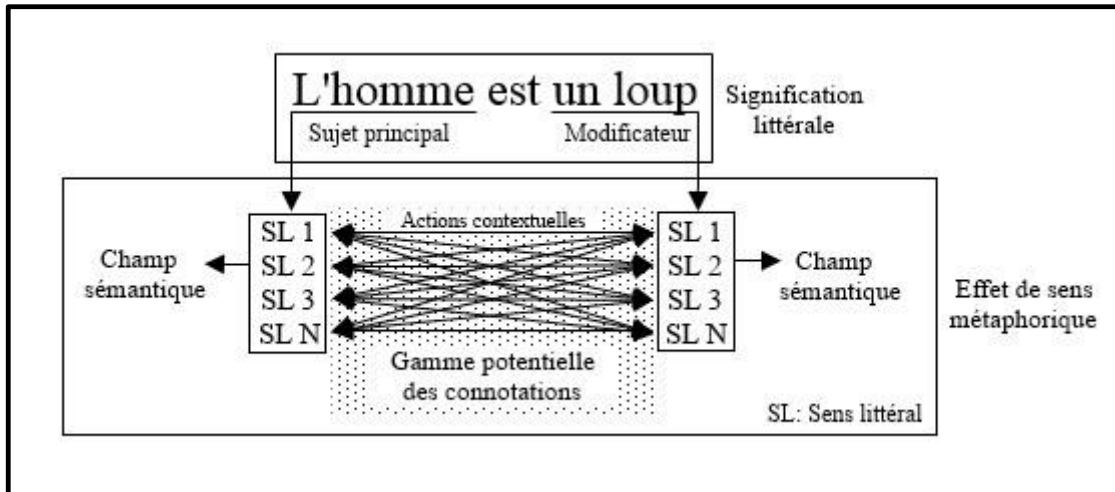 L'homme est un loup
Sujet principal
Modificateur
Signification
littérale
Actions contextuelles
SL 1
SL 2
SL 3
SL N
SL 1
SL 2
SL 3
SL N
Champ
sémantique
Champ
sémantique
Effet de sens
métaphorique
Gamme potentielle
des connotations
SL: Sens littéral